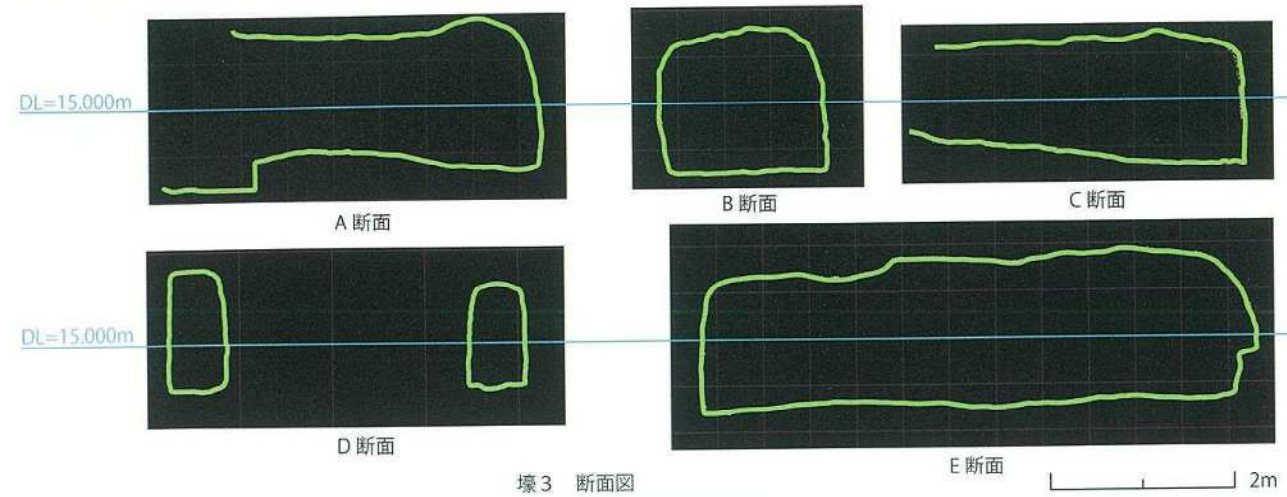 DL=15.000m
A 断面
B 断面
C 断面
DL=15.000m
D 断面
E 断面
壕3 断面図
2m